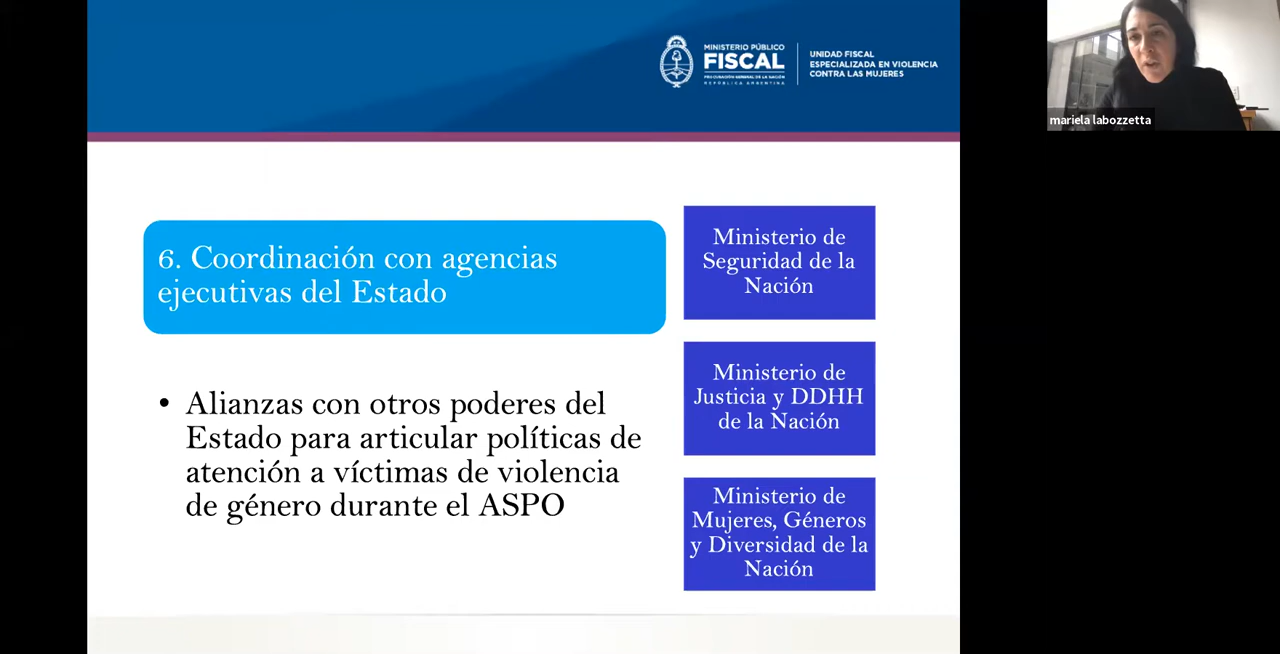 MINISTERIO PÚBLICO
FISCAL
PROCURACIÓN GENERAL DE LA NACIÓN
REPÚBLICA ARGENTINA
UNIDAD FISCAL
ESPECIALIZADA EN VIOLENCIA
CONTRA LAS MUJERES
mariela labozzetta
6. Coordinación con agencias
ejecutivas del Estado
• Alianzas con otros poderes del
Estado para articular políticas de
atención a víctimas de violencia
de género durante el ASPO
Ministerio de
Seguridad de la
Nación
Ministerio de
Justicia y DDHH
de la Nación
Ministerio de
Mujeres, Géneros
y Diversidad de la
Nación